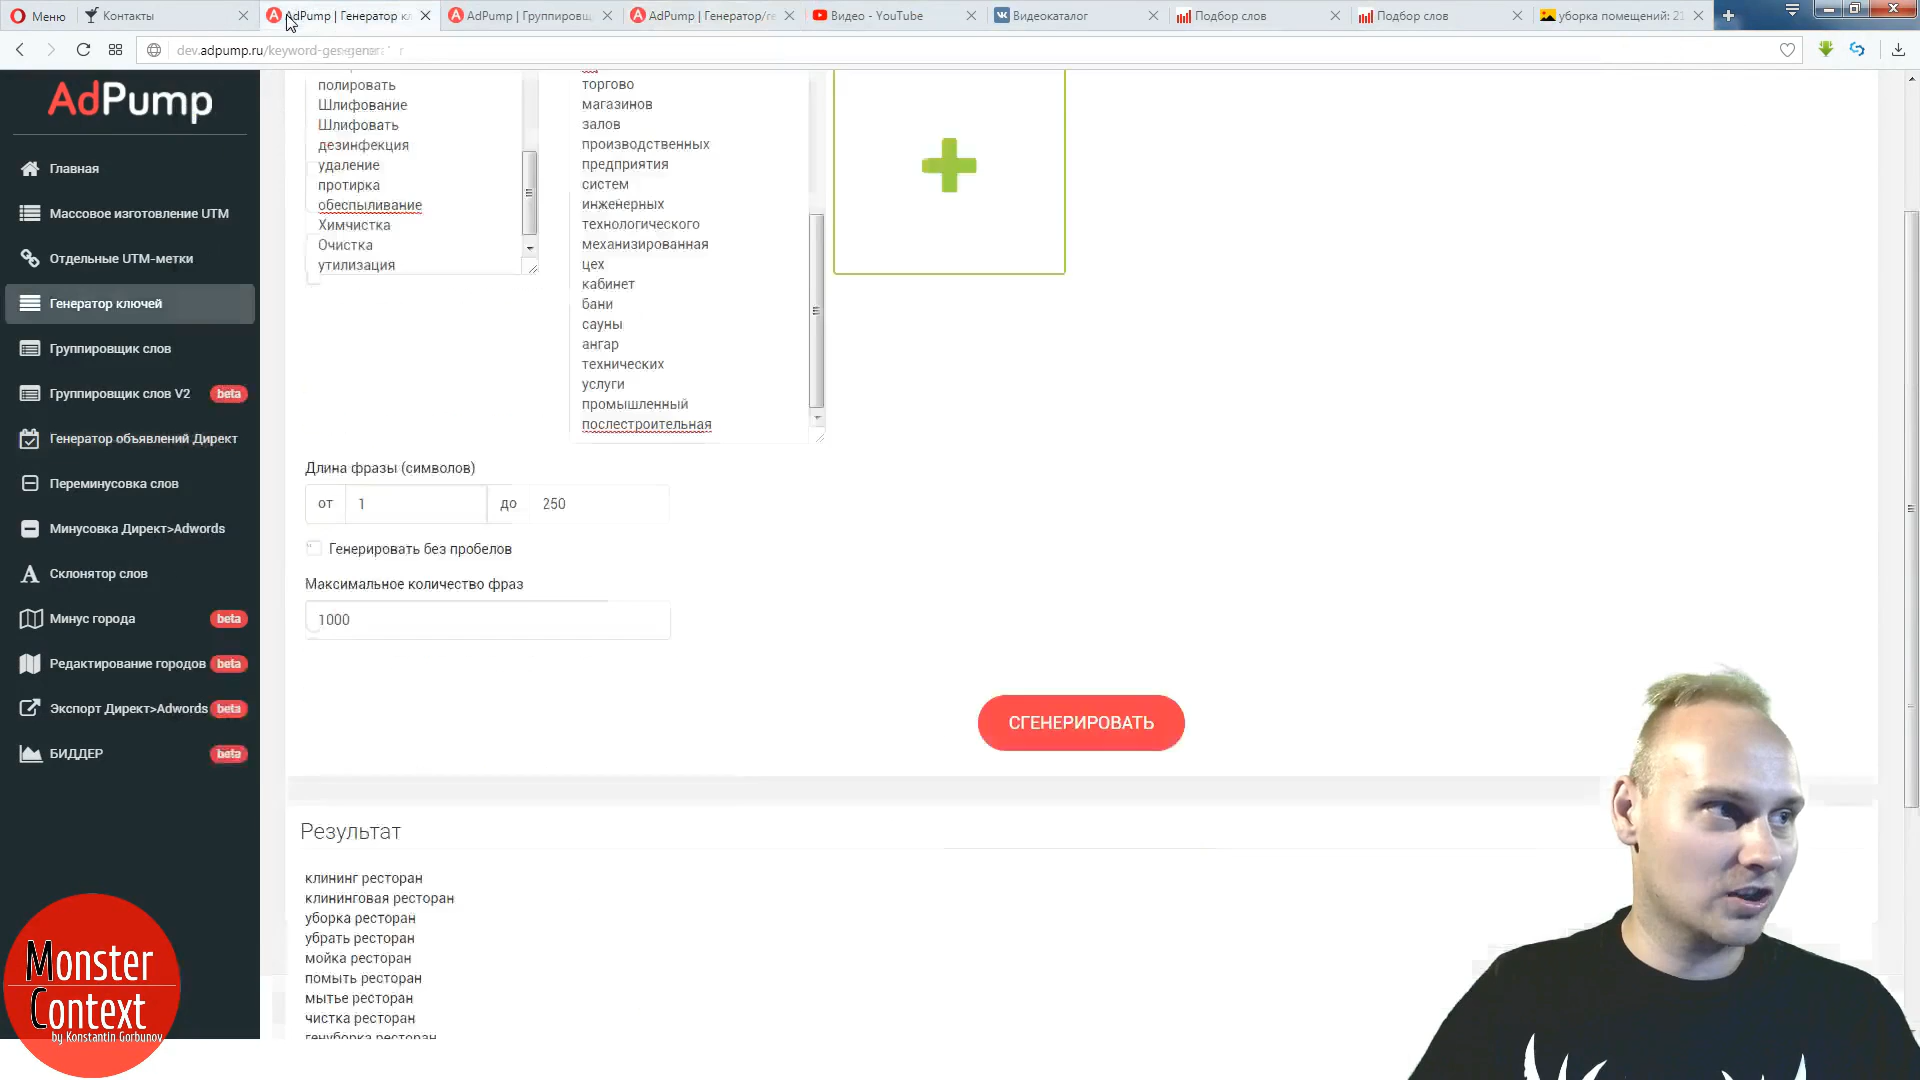 Меню
Контакты
AdPump | Генератор кл
AdPump | Группировщ
AdPump | Генератор/ге
Видео - YouTube
Видеокаталог
Подбор слов
Подбор слов
уборка помещений: 21
dev.adpump.ru/keyword-ge
AdPump
Главная
Массовое изготовление UTM
Отдельные UTM-метки
Генератор ключей
Группировщик слов
Группировщик слов V2 beta
Генератор объявлений Директ
Переминусовка слов
Минусовка Директ>Adwords
Склонятор слов
Минус города beta
Редактирование городов beta
Экспорт Директ>Adwords beta
БИДДЕР beta
полировать
Шлифование
Шлифовать
дезинфекция
удаление
протирка
обеспыливание
Химчистка
Очистка
утилизация
торгово
магазинов
залов
производственных
предприятия
систем
инженерных
технологического
механизированная
цех
кабинет
бани
сауны
ангар
технических
услуги
промышленный
послестроительная
Длина фразы (символов)
от 1 до 250
Генерировать без пробелов
Максимальное количество фраз
1000
СГЕНЕРИРОВАТЬ
Результат
клининг ресторан
клининговая ресторан
уборка ресторан
убрать ресторан
мойка ресторан
помыть ресторан
мытье ресторан
чистка ресторан
генуборка ресторан
Monster
Context
by Konstantin Gorbunov